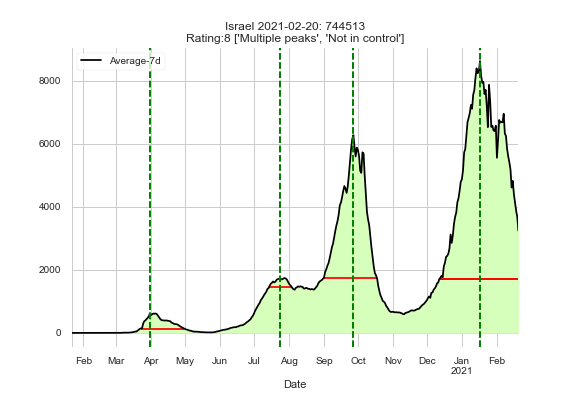 Israel 2021-02-20: 744513
Rating:8 ['Multiple peaks', 'Not in control']
Average-7d
8000
6000
4000
2000
0
Feb Mar Apr May Jun Jul Aug Sep Oct Nov Dec Jan Feb
2021
Date